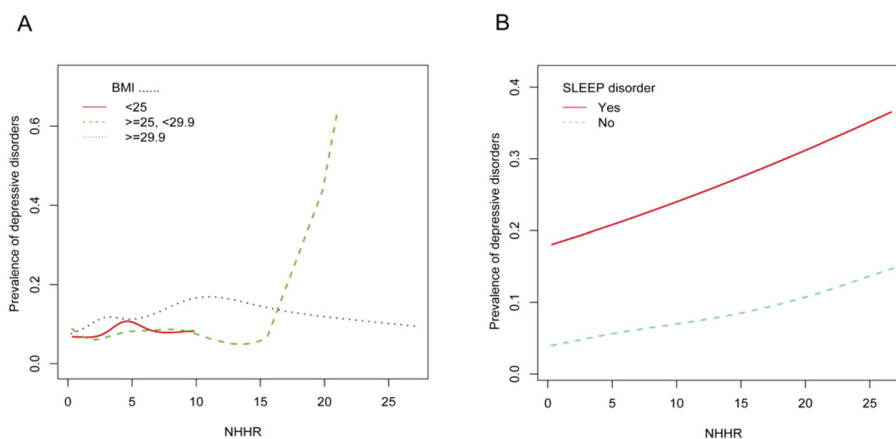 A
BMI ......
<25
>=25, <29.9
>=29.9
Prevalence of depressive disorders
0.0
0.2
0.4
0.6
0 5 10 15 20 25
NHHR
B
SLEEP disorder
Yes
No
Prevalence of depressive disorders
0.0
0.1
0.2
0.3
0.4
0 5 10 15 20 25
NHHR